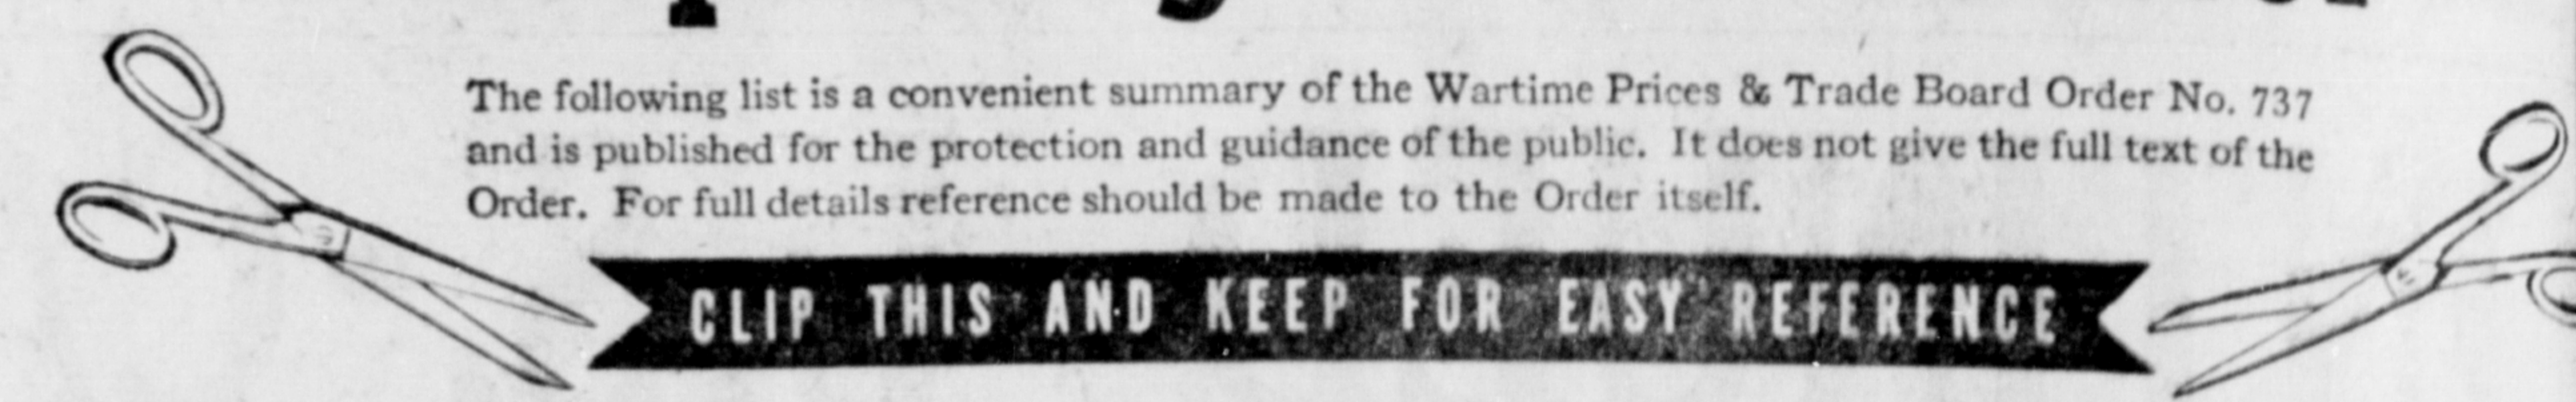 The following list is a convenient summary of the Wartime Prices & Trade Board Order No. 737
and is published for the protection and guidance of the public. It does not give the full text of the
Order. For full details reference should be made to the Order itself.
CLIP THIS AND KEEP FOR EASY REFERENCE